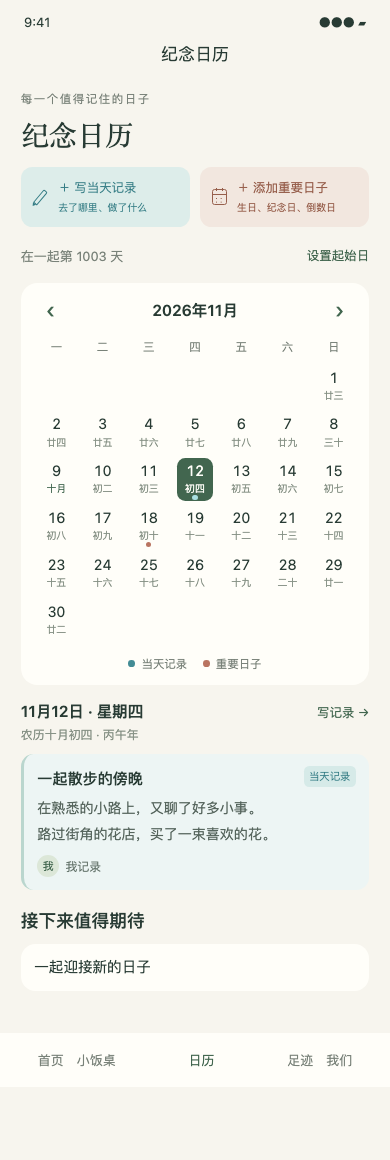 9:41
纪念日历
每一个值得记住的日子
纪念日历
＋ 写当天记录
去了哪里、做了什么
＋ 添加重要日子
生日、纪念日、倒数日
在一起第 1003 天
设置起始日
‹ 2026年11月 ›
一 二 三 四 五 六 日
1
廿三
2 3 4 5 6 7 8
廿四 廿五 廿六 廿七 廿八 廿九 三十
9 10 11 12 13 14 15
十月 初二 初三 初四 初五 初六 初七
16 17 18 19 20 21 22
初八 初九 初十 十一 十二 十三 十四
23 24 25 26 27 28 29
十五 十六 十七 十八 十九 二十 廿一
30
廿二
当天记录 重要日子
11月12日 · 星期四
写记录 →
农历十月初四 · 丙午年
一起散步的傍晚
当天记录
在熟悉的小路上，又聊了好多小事。
路过街角的花店，买了一束喜欢的花。
我 我记录
接下来值得期待
一起迎接新的日子
首页 小饭桌 日历 足迹 我们